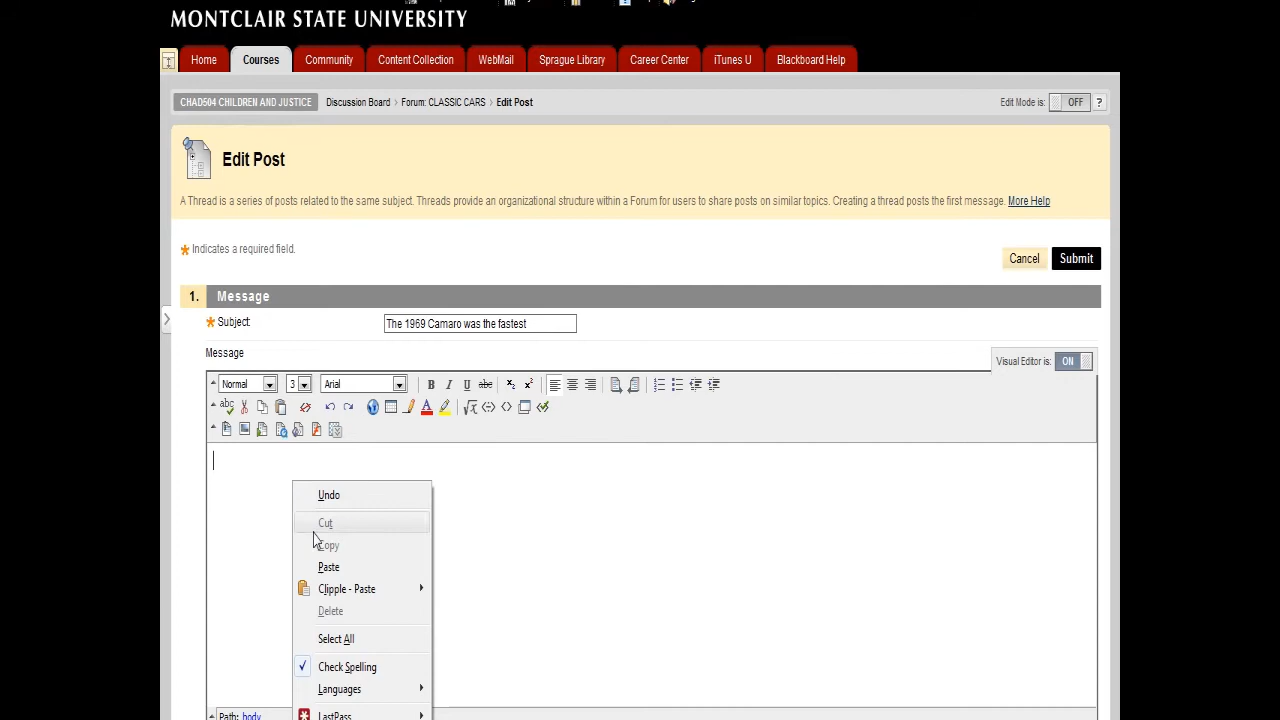 MONTCLAIR STATE UNIVERSITY
Home Courses Community Content Collection WebMail Sprague Library Career Center iTunes U Blackboard Help
CHAD504 CHILDREN AND JUSTICE Discussion Board > Forum: CLASSIC CARS > Edit Post Edit Mode is: OFF ?
Edit Post
A Thread is a series of posts related to the same subject. Threads provide an organizational structure within a Forum for users to share posts on similar topics. Creating a thread posts the first message. More Help
* Indicates a required field.
Cancel Submit
1. Message
* Subject: The 1969 Camaro was the fastest
Message
Visual Editor is: ON
Normal 3 Arial B I U abc x₂ x²
abc
Undo
Cut
Copy
Paste
Clipple - Paste
Delete
Select All
Check Spelling
Languages
LastPass
Path: body